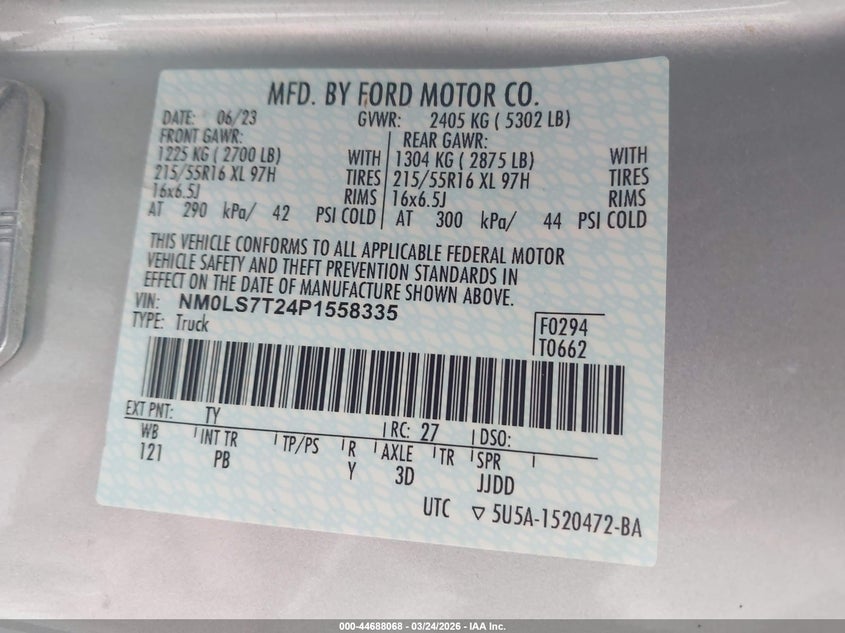 MFD. BY FORD MOTOR CO.
DATE: 06/23 GVWR: 2405 KG ( 5302 LB)
FRONT GAWR: REAR GAWR:
1225 KG ( 2700 LB) WITH 1304 KG ( 2875 LB) WITH
215/55R16 XL 97H TIRES 215/55R16 XL 97H TIRES
16x6.5J RIMS 16x6.5J RIMS
AT 290 kPa/ 42 PSI COLD AT 300 kPa/ 44 PSI COLD
THIS VEHICLE CONFORMS TO ALL APPLICABLE FEDERAL MOTOR
VEHICLE SAFETY AND THEFT PREVENTION STANDARDS IN
EFFECT ON THE DATE OF MANUFACTURE SHOWN ABOVE.
VIN: NM0LS7T24P1558335
TYPE: Truck
F0294
T0662
EXT PNT: TY RC: 27 DSO:
WB INT TR TP/PS R AXLE TR SPR
121 PB Y 3D JJDD
UTC ▽ 5U5A-1520472-BA
000-44688068 - 03/24/2026 - IAA Inc.